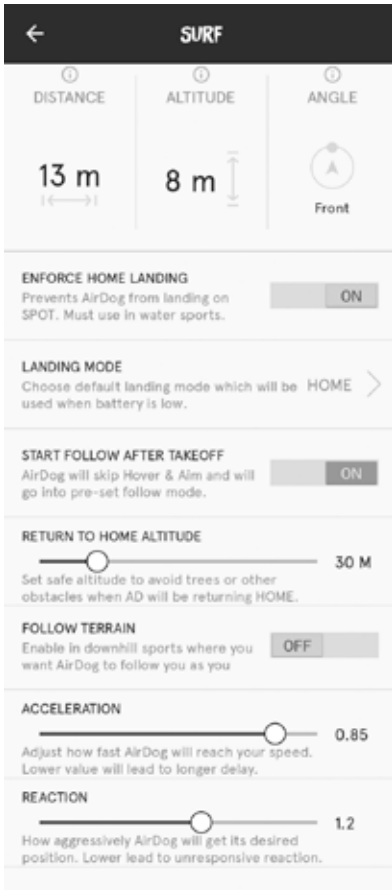 SURF
DISTANCE
ALTITUDE
ANGLE
13 m
8 m
Front
ENFORCE HOME LANDING
Prevents AirDog from landing on
SPOT. Must use in water sports.
ON
LANDING MODE
Choose default landing mode which will be
used when battery is low.
HOME
START FOLLOW AFTER TAKEOFF
AirDog will skip Hover & Aim and will
go into pre-set follow mode.
ON
RETURN TO HOME ALTITUDE
30 M
Set safe altitude to avoid trees or other
obstacles when AD will be returning HOME.
FOLLOW TERRAIN
Enable in downhill sports where you
want AirDog to follow you as you
OFF
ACCELERATION
0.85
Adjust how fast AirDog will reach your speed.
Lower value will lead to longer delay.
REACTION
1.2
How aggressively AirDog will get its desired
position. Lower lead to unresponsive reaction.